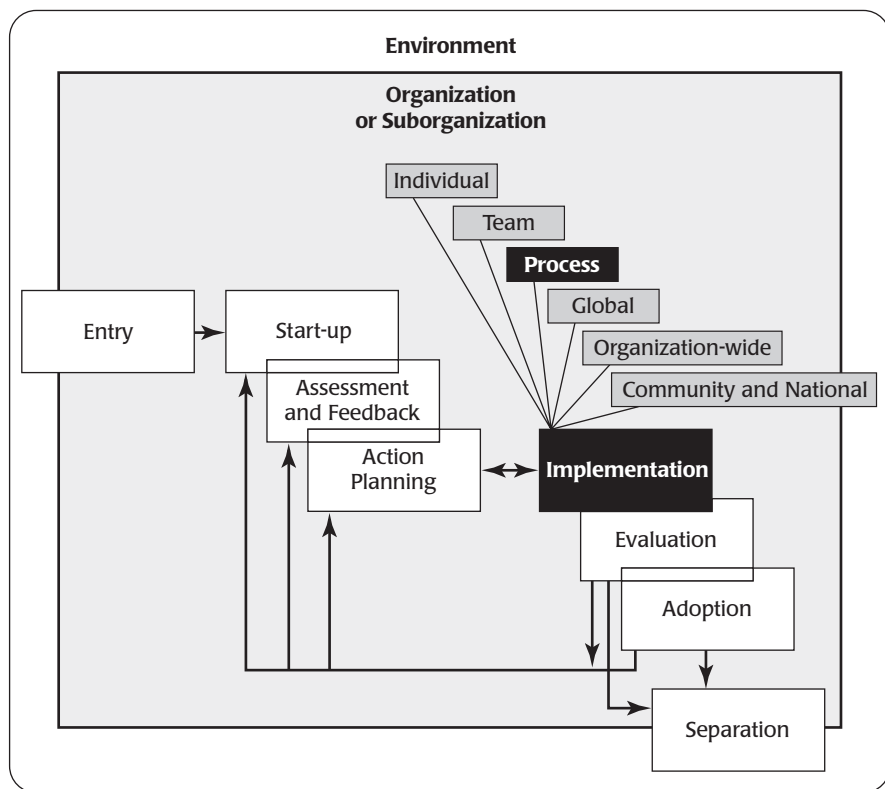 Environment
Organization
or Suborganization
Individual
Team
Process
Global
Organization-wide
Community and National
Entry
Start-up
Assessment
and Feedback
Action
Planning
Implementation
Evaluation
Adoption
Separation